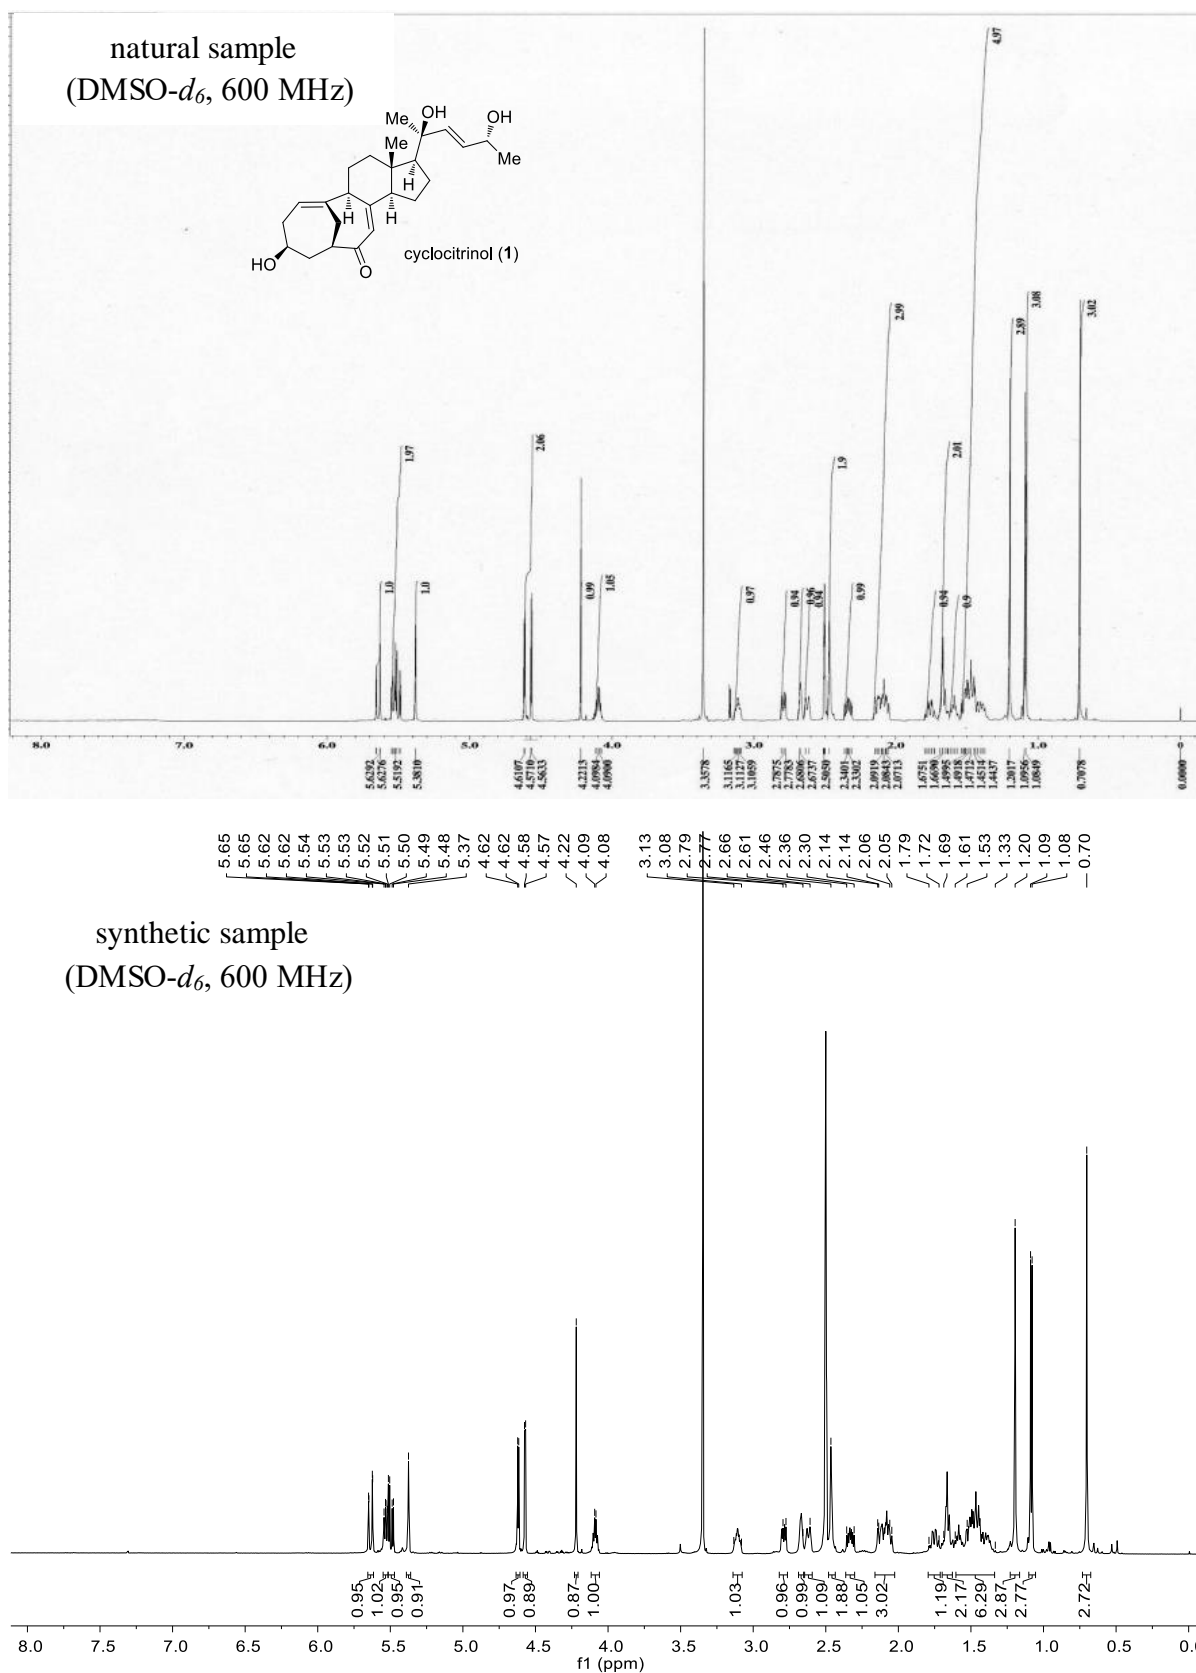 natural sample
(DMSO-d6, 600 MHz)
Me
OH
OH
Me
Me
H
H
H
HO
O
cyclocitrinol (1)
1.0
1.97
1.0
2.06
0.99
1.05
0.97
0.94
0.96
0.94
1.9
0.99
2.99
0.94
2.01
0.9
4.97
2.89
3.08
3.02
8.0 7.0 6.0 5.0 4.0 3.0 2.0 1.0 0
5.6292 5.6276 5.5192 5.3810 4.6107 4.5710 4.5633 4.2213 4.0984 4.0900 3.3578 3.1165 3.1127 3.1059 2.7875 2.7783 2.6806 2.6737 2.5050 2.3401 2.3302 2.0919 2.0843 2.0713 1.6751 1.6690 1.4995 1.4918 1.4712 1.4514 1.4437 1.2017 1.0956 1.0849 0.7078 0.0000
5.65 5.65 5.62 5.62 5.54 5.53 5.53 5.52 5.51 5.50 5.49 5.48 5.37 4.62 4.62 4.58 4.57 4.22 4.09 4.08 3.13 3.08 2.79 2.77 2.66 2.61 2.46 2.36 2.30 2.14 2.14 2.06 2.05 1.79 1.72 1.69 1.61 1.53 1.33 1.20 1.09 1.08 0.70
synthetic sample
(DMSO-d6, 600 MHz)
0.95 1.02 0.95 0.91 0.97 0.89 0.87 1.00 1.03 0.96 0.99 1.09 1.88 1.05 3.02 1.19 2.17 6.29 2.87 2.77 2.72
8.0 7.5 7.0 6.5 6.0 5.5 5.0 4.5 4.0 3.5 3.0 2.5 2.0 1.5 1.0 0.5 0.0
f1 (ppm)